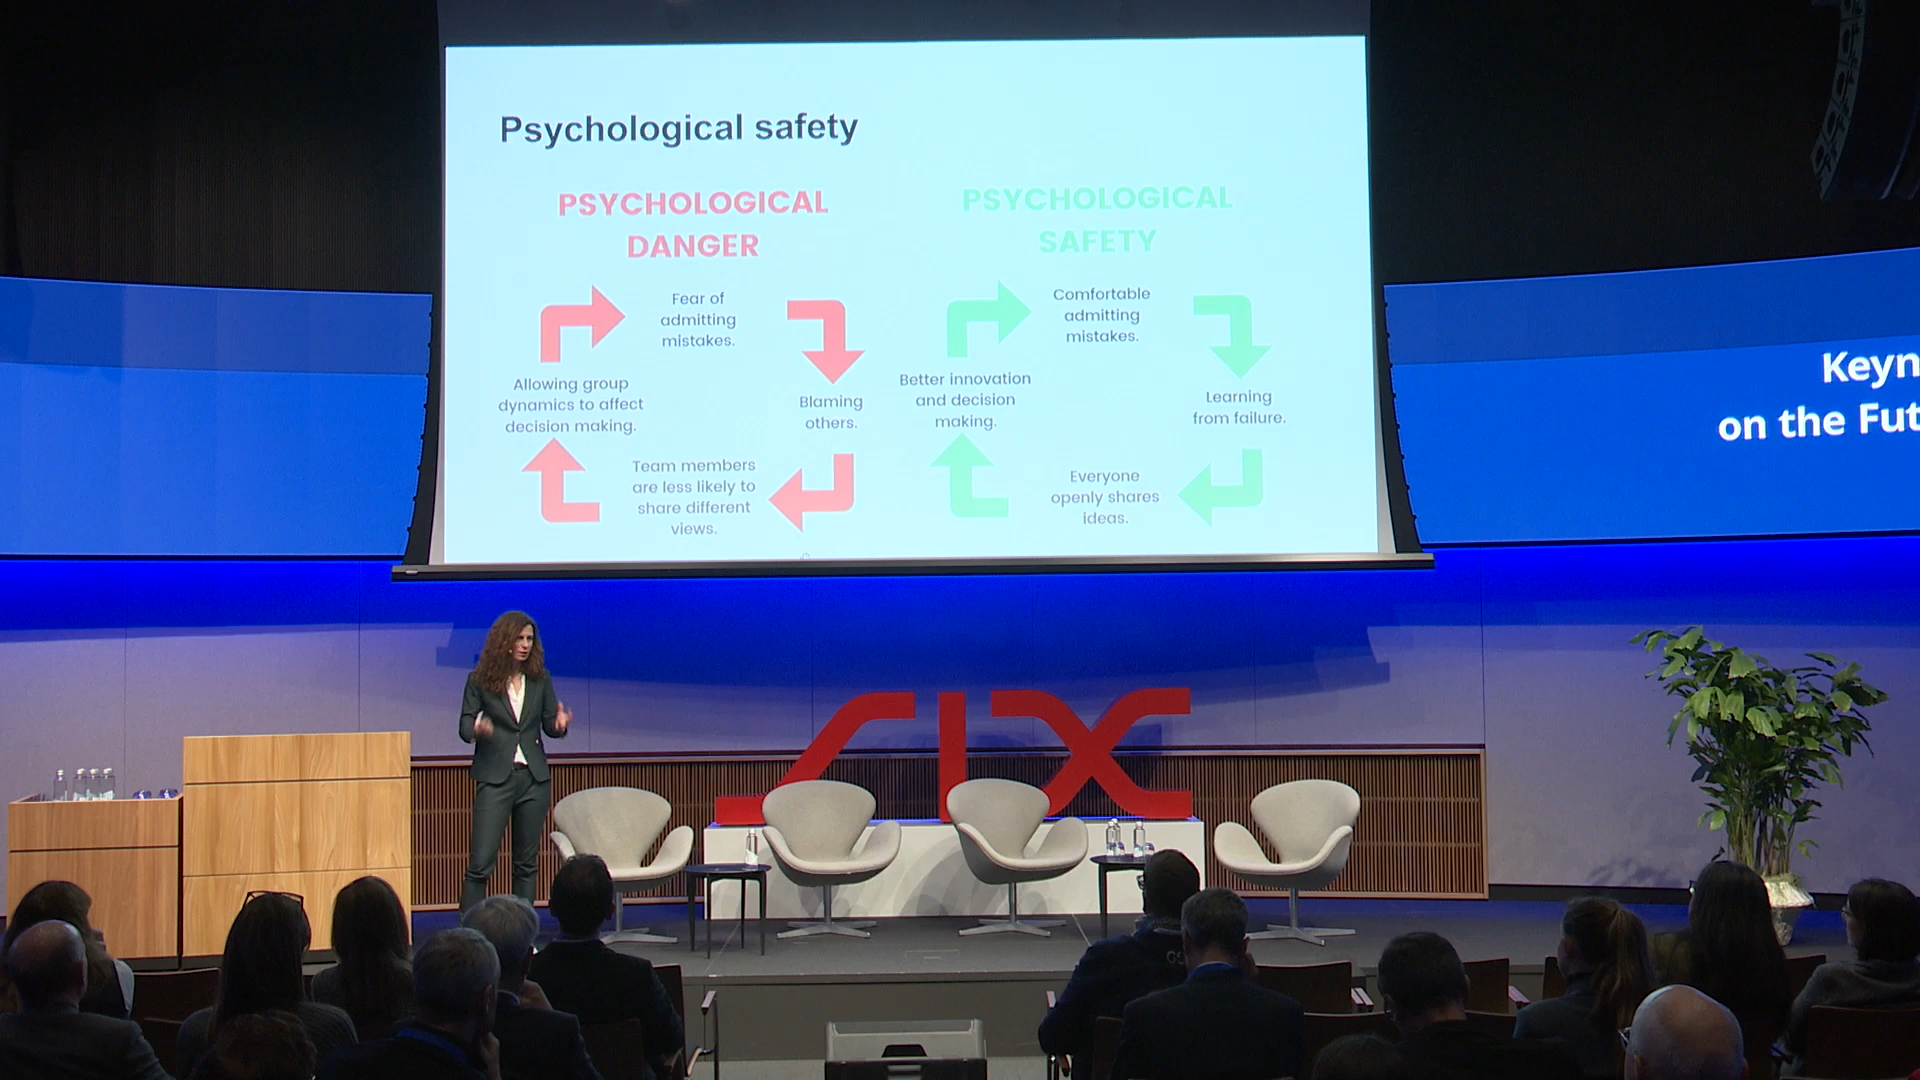 Psychological safety
PSYCHOLOGICAL
DANGER
Fear of
admitting
mistakes.
Blaming
others.
Team members
are less likely to
share different
views.
Allowing group
dynamics to affect
decision making.
PSYCHOLOGICAL
SAFETY
Comfortable
admitting
mistakes.
Learning
from failure.
Everyone
openly shares
ideas.
Better innovation
and decision
making.
Keyn
on the Fut
SIX